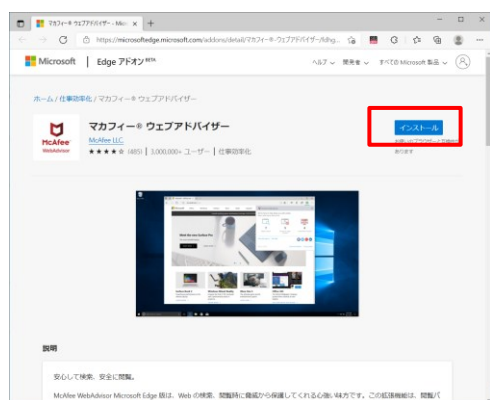 マカフィー® ウェブアドバイザー - Mic
https://microsoftedge.microsoft.com/addons/detail/マカフィー®-ウェブアドバイザー/fdhg...
Microsoft | Edge アドオン BETA
ヘルプ 開発者 すべての Microsoft 製品
ホーム / 仕事効率化 / マカフィー® ウェブアドバイザー
マカフィー® ウェブアドバイザー
インストール
McAfee
WebAdvisor
McAfee LLC.
(485) | 3,000,000+ ユーザー | 仕事効率化
あります
説明
安心して検索、安全に閲覧。
McAfee WebAdvisor Microsoft Edge 版は、Web の検索、閲覧時に脅威から保護してくれる心強い味方です。この拡張機能は、閲覧パ